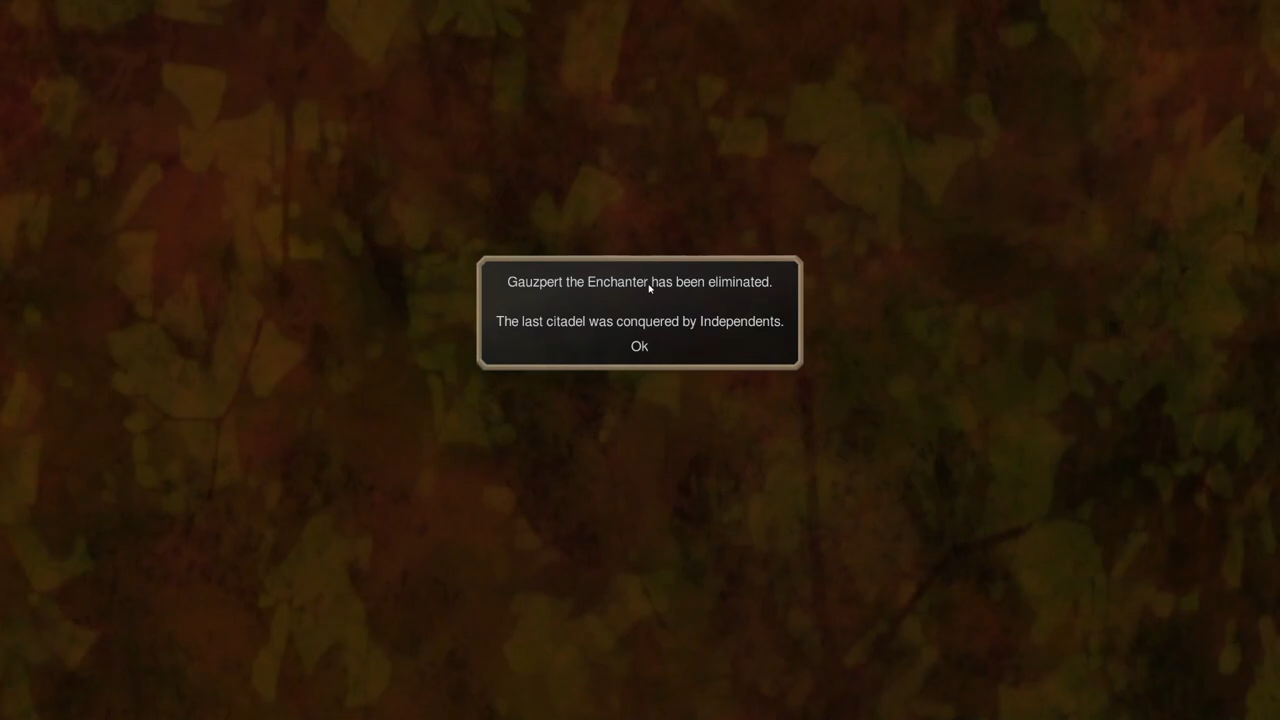 Gauzpert the Enchanter has been eliminated.
The last citadel was conquered by Independents.
Ok